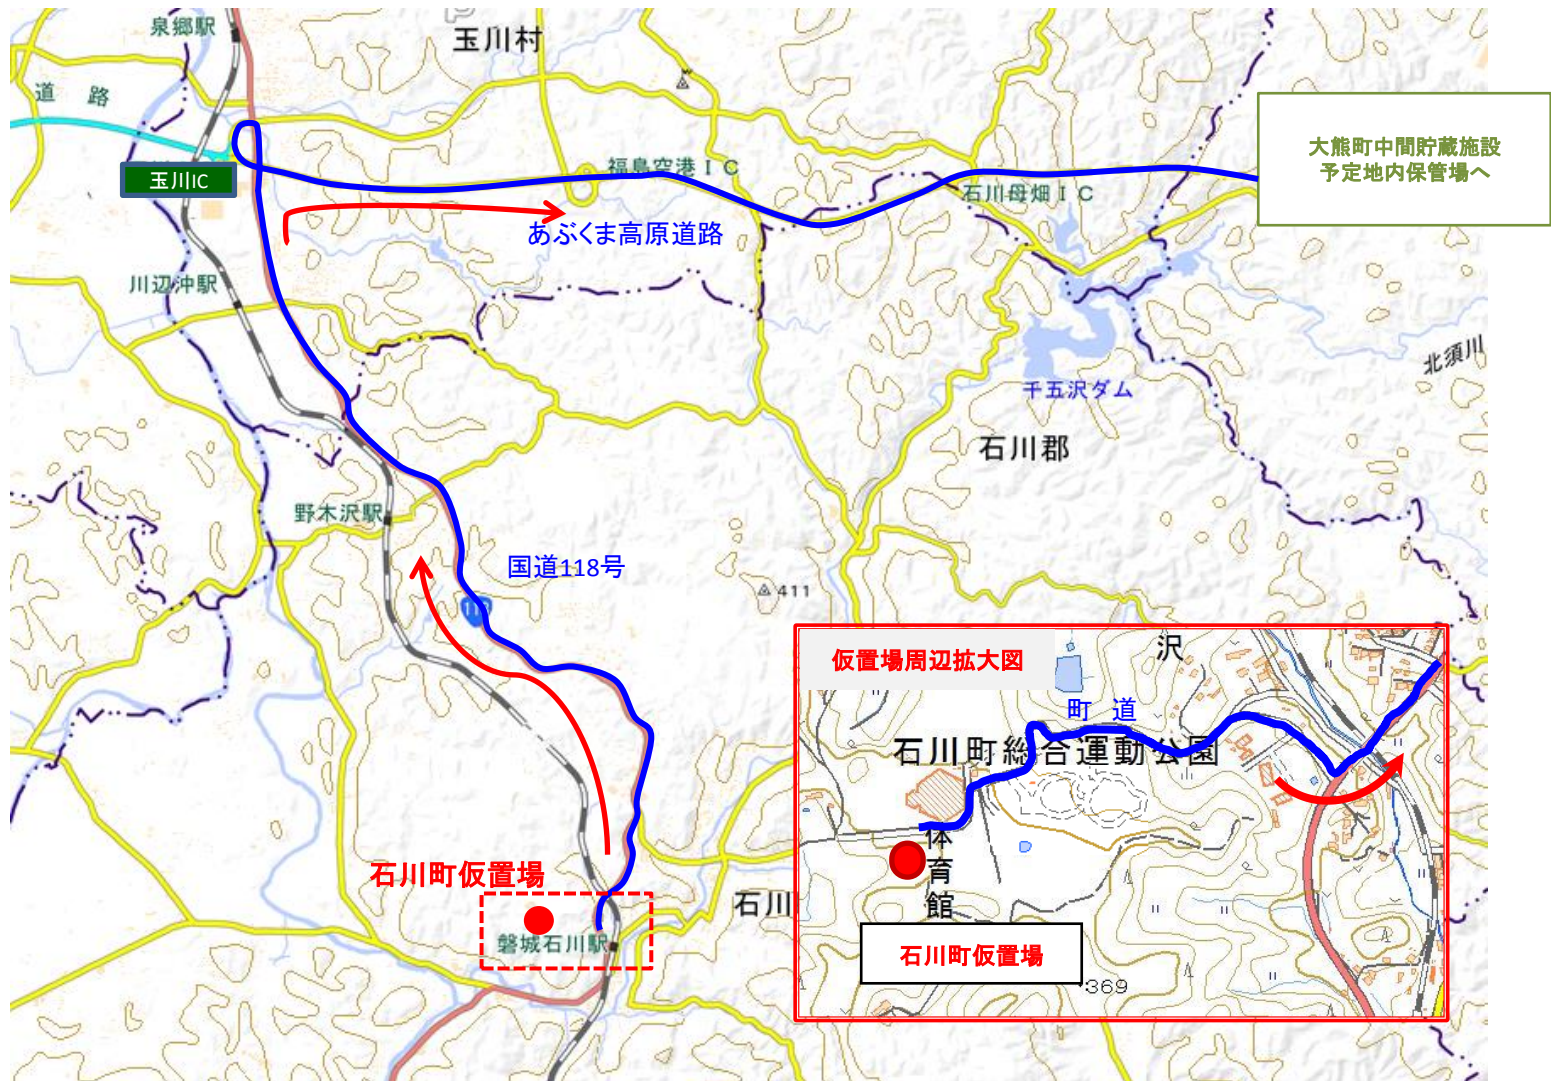 泉郷駅
玉川村
道 路
大熊町中間貯蔵施設
予定地内保管場へ
玉川IC
福島空港IC
石川母畑IC
あぶくま高原道路
川辺沖駅
北須川
千五沢ダム
石川郡
野木沢駅
国道118号
411
仮置場周辺拡大図
沢
町 道
石川町総合運動公園
体育館
石川町仮置場
369
石川町仮置場
石川
磐城石川駅